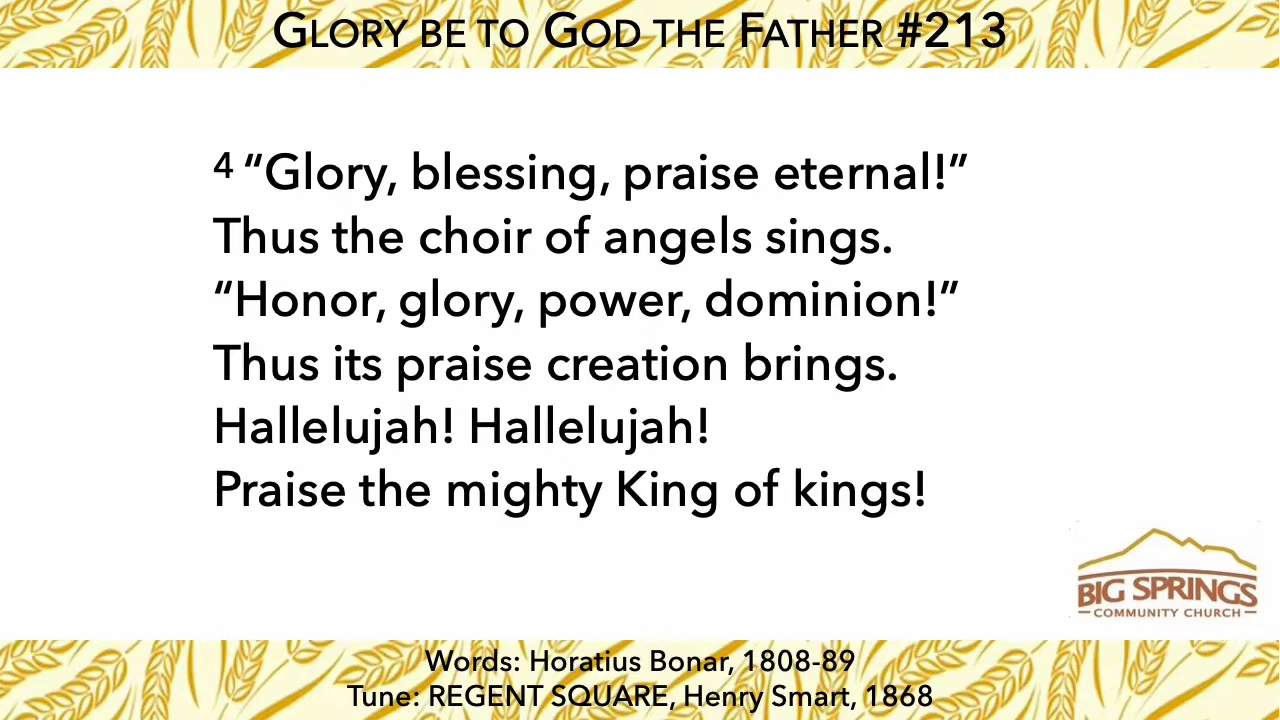 GLORY BE TO GOD THE FATHER #213
4 “Glory, blessing, praise eternal!”
Thus the choir of angels sings.
“Honor, glory, power, dominion!”
Thus its praise creation brings.
Hallelujah! Hallelujah!
Praise the mighty King of kings!
BIG SPRINGS
COMMUNITY CHURCH
Words: Horatius Bonar, 1808-89
Tune: REGENT SQUARE, Henry Smart, 1868